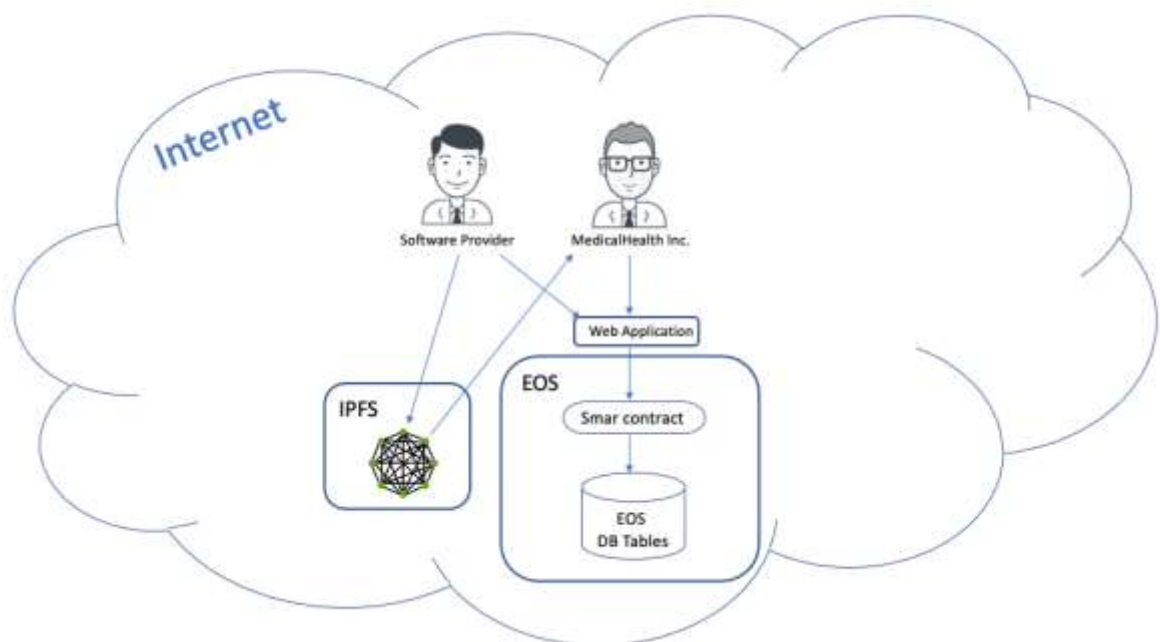 Internet
Software Provider
MedicalHealth Inc.
Web Application
IPFS
EOS
Smar contract
EOS
DB Tables